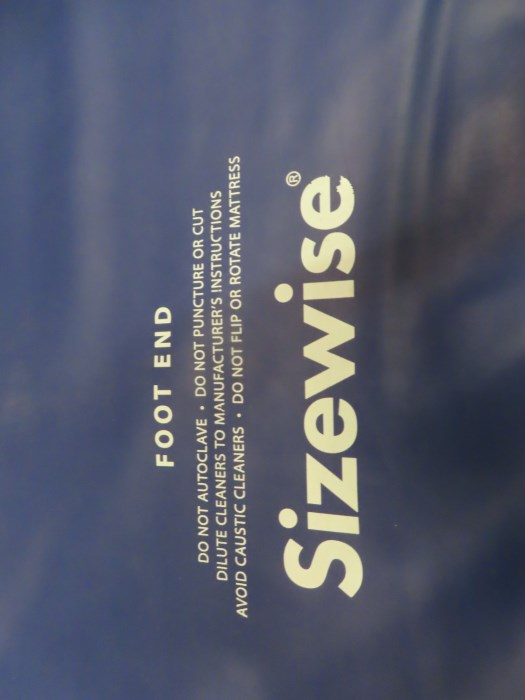 FOOT END
DO NOT AUTOCLAVE • DO NOT PUNCTURE OR CUT
DILUTE CLEANERS TO MANUFACTURER'S INSTRUCTIONS
AVOID CAUSTIC CLEANERS • DO NOT FLIP OR ROTATE MATTRESS
Sizewise®